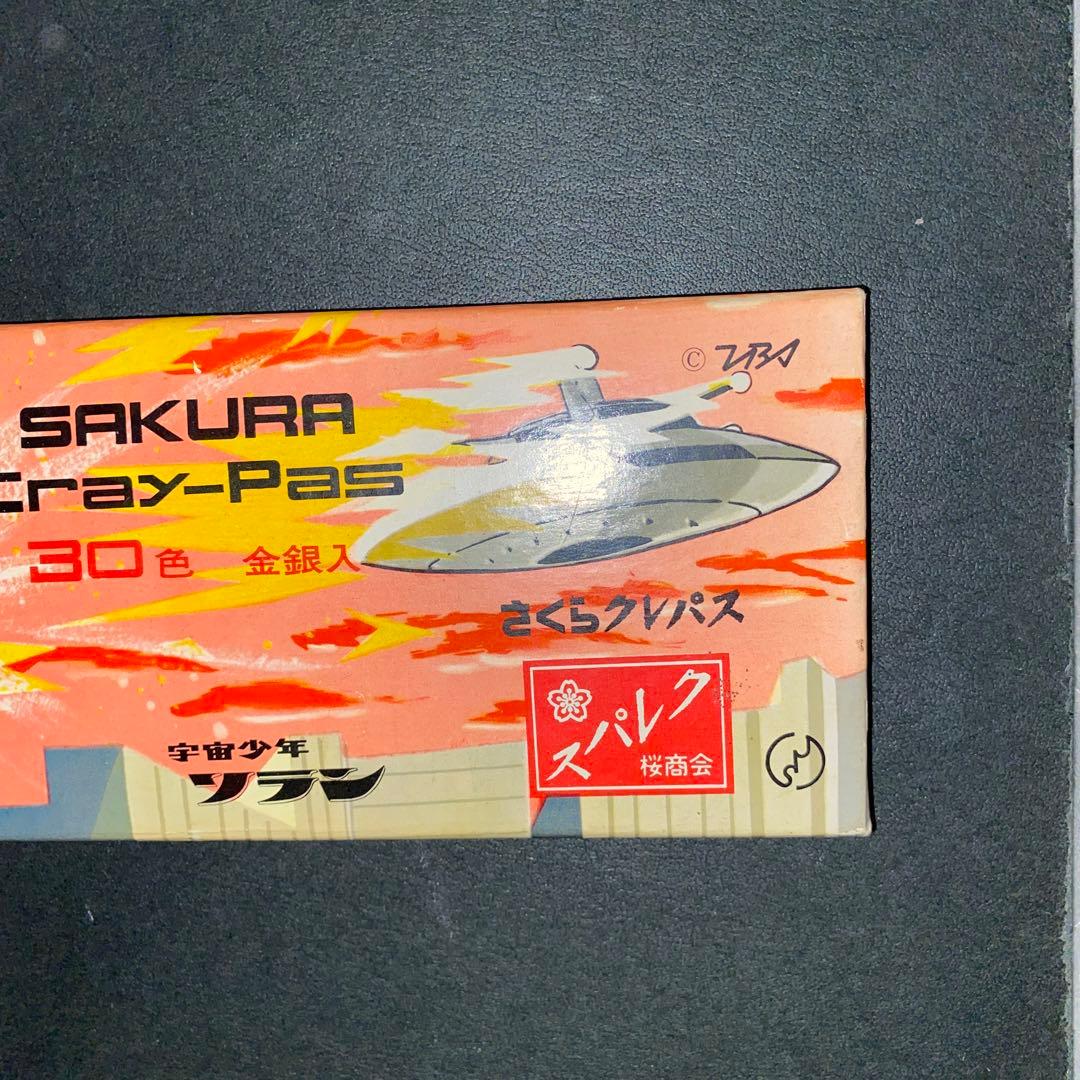 © TBS
SAKURA
Cray-Pas
30色 金銀入
さくらクレパス
クレパス
桜商会
宇宙少年
ソラン